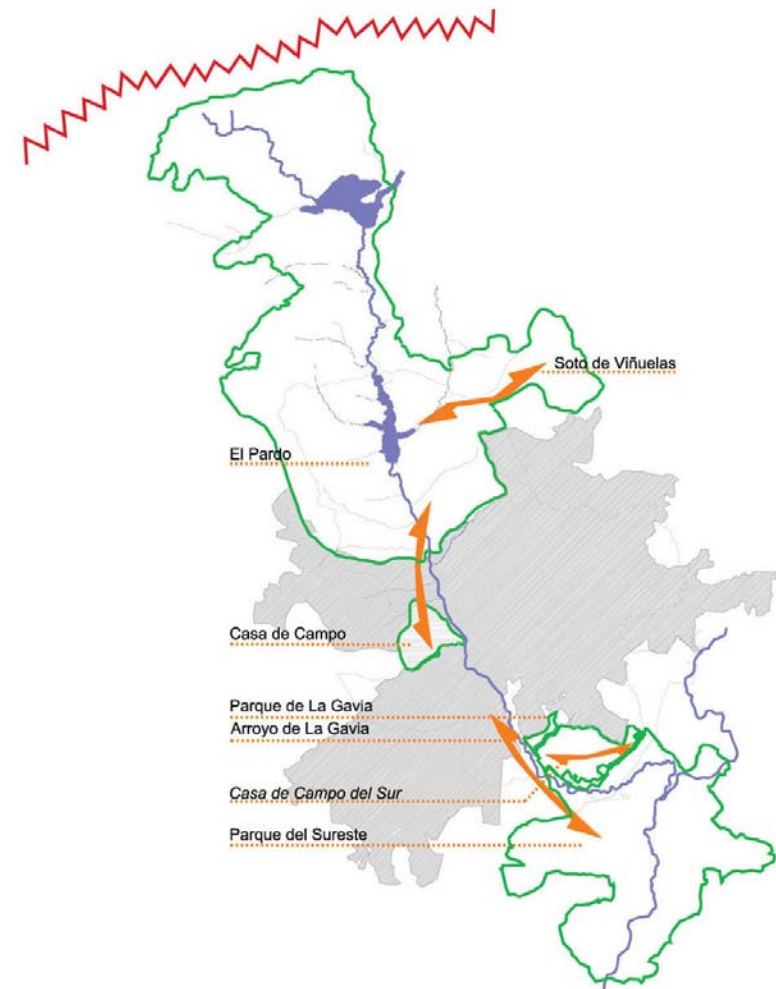 Soto de Viñuelas
El Pardo
Casa de Campo
Parque de La Gavia
Arroyo de La Gavia
Casa de Campo del Sur
Parque del Sureste